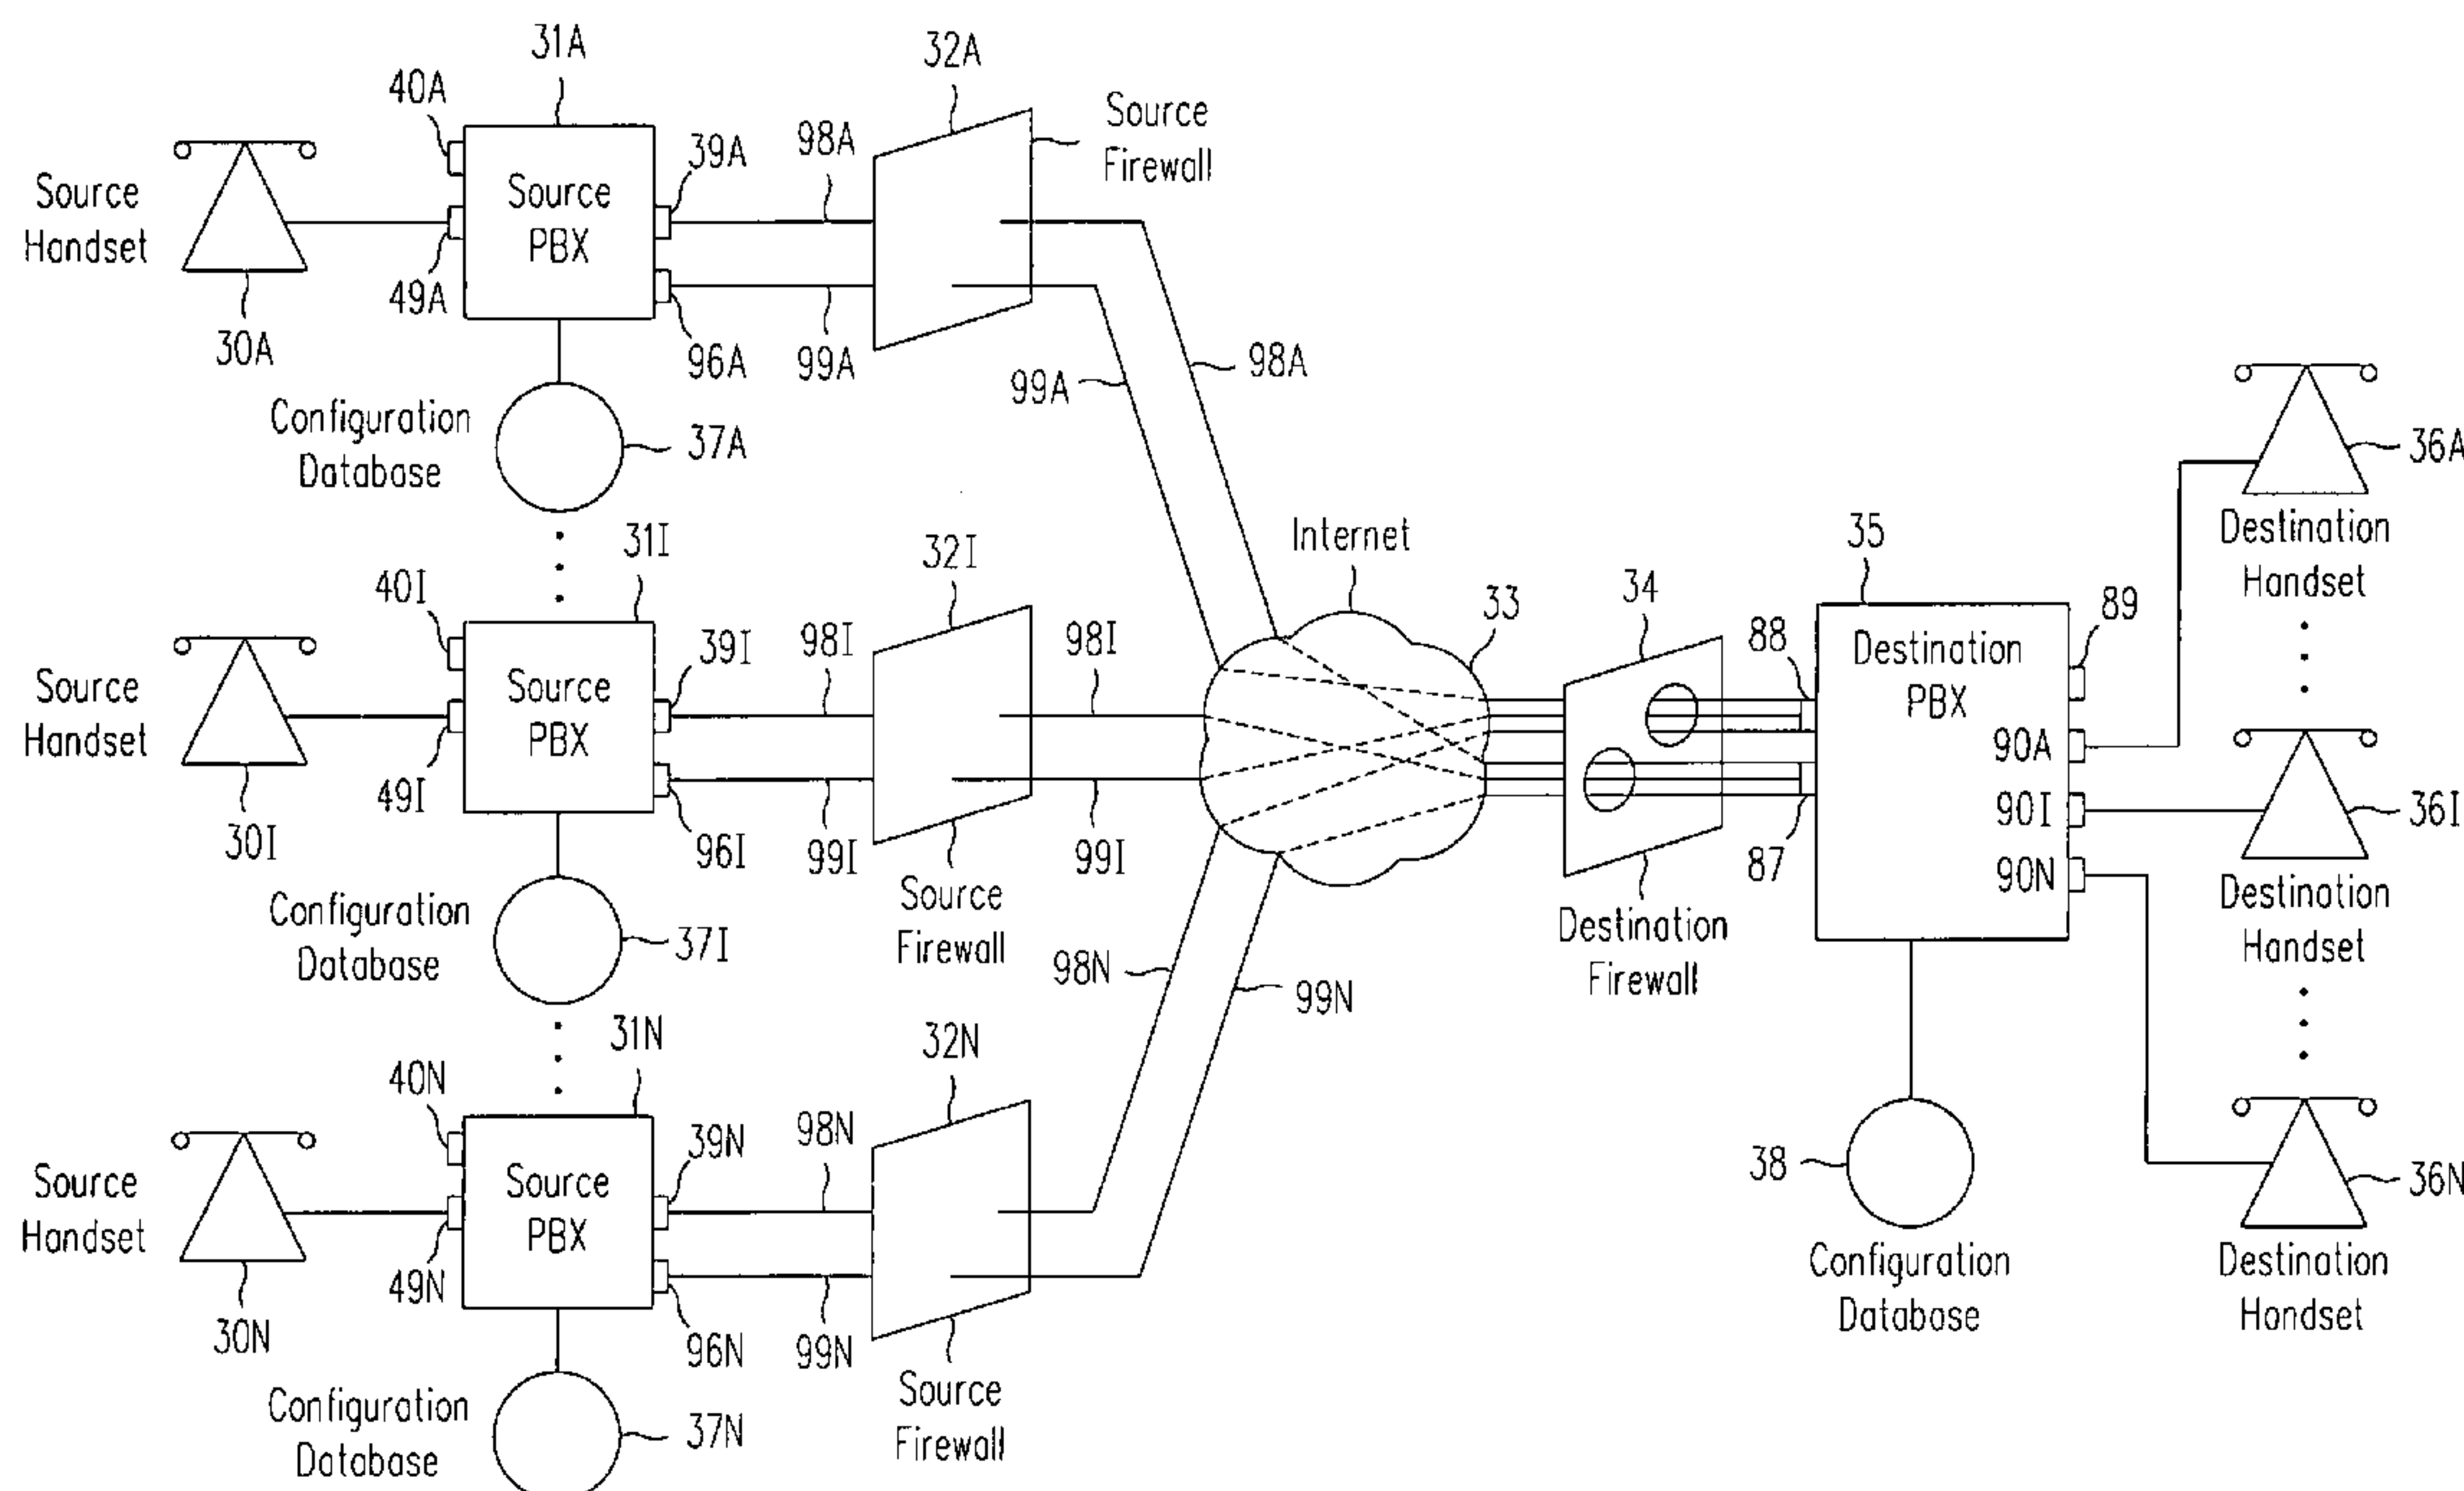 31A
32A
40A
Source
Firewall
39A
98A
Source
Handset
Source
PBX
49A
30A
96A
99A
99A
98A
Configuration
Database
37A
36A
Destination
Handset
31I
32I
Internet
33
34
35
89
40I
39I
98I
98I
88
Destination
PBX
Source
Handset
Source
PBX
90A
90I
90N
36I
49I
30I
96I
99I
99I
87
Source
Firewall
Destination
Firewall
Destination
Handset
Configuration
Database
37I
98N
99N
31N
32N
40N
39N
98N
38
36N
Source
Handset
Source
PBX
49N
30N
96N
99N
Configuration
Database
Destination
Handset
Source
Firewall
Configuration
Database
37N